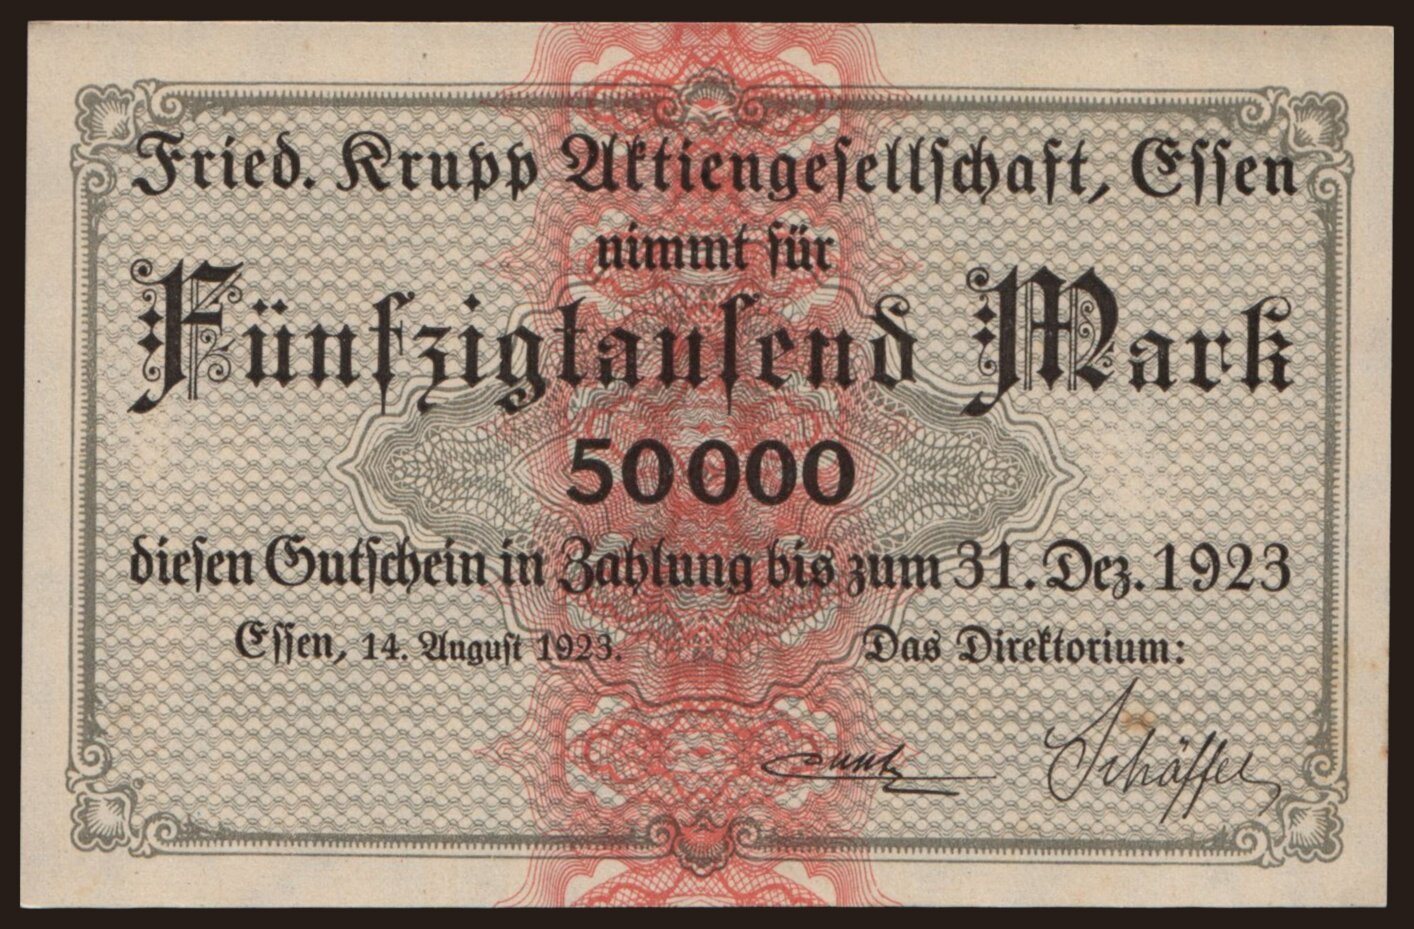 Fried. Krupp Aktiengesellschaft, Essen
nimmt für
Fünfzigtausend Mark
50000
diesen Gutschein in Zahlung bis zum 31. Dez. 1923
Essen, 14. August 1923.
Das Direktorium:
Schäffer